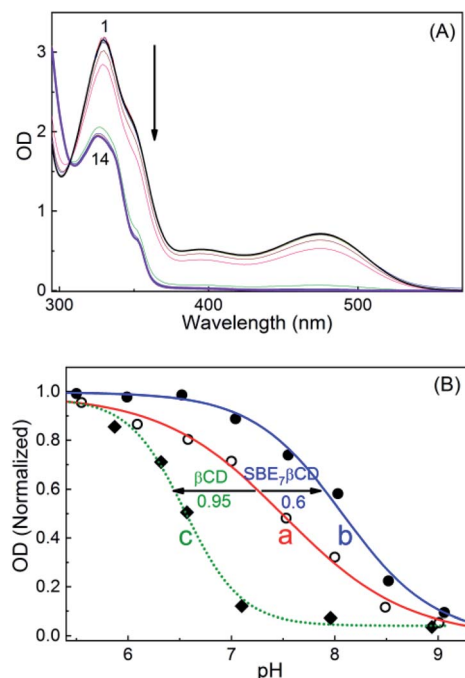 (A)
1
3
2
14
1
0
OD
300
400
500
Wavelength (nm)
(B)
1.0
0.8
0.6
0.4
0.2
0.0
OD (Normalized)
βCD SBE₇βCD
0.95 0.6
c a b
6
7
8
9
pH